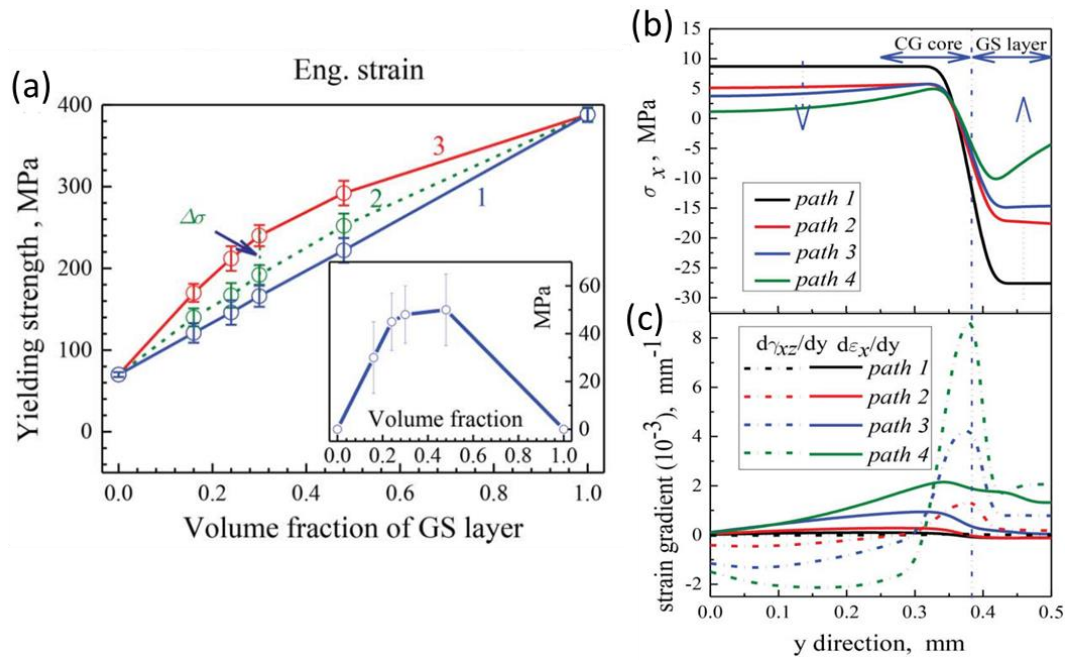 (a)
Eng. strain
400
300
200
100
0
Yielding strength , MPa
3
2
1
Δσ
60
50
40
30
20
10
0
MPa
Volume fraction
0.0 0.2 0.4 0.6 0.8 1.0
0.0 0.2 0.4 0.6 0.8 1.0
Volume fraction of GS layer
(b)
10
5
0
-5
-10
-15
-20
-25
-30
σx, MPa
CG core GS layer
path 1
path 2
path 3
path 4
(c)
8
6
4
2
0
-2
strain gradient (10⁻³), mm⁻¹
dγxz/dy dεx/dy
path 1
path 2
path 3
path 4
0.0 0.1 0.2 0.3 0.4 0.5
y direction, mm